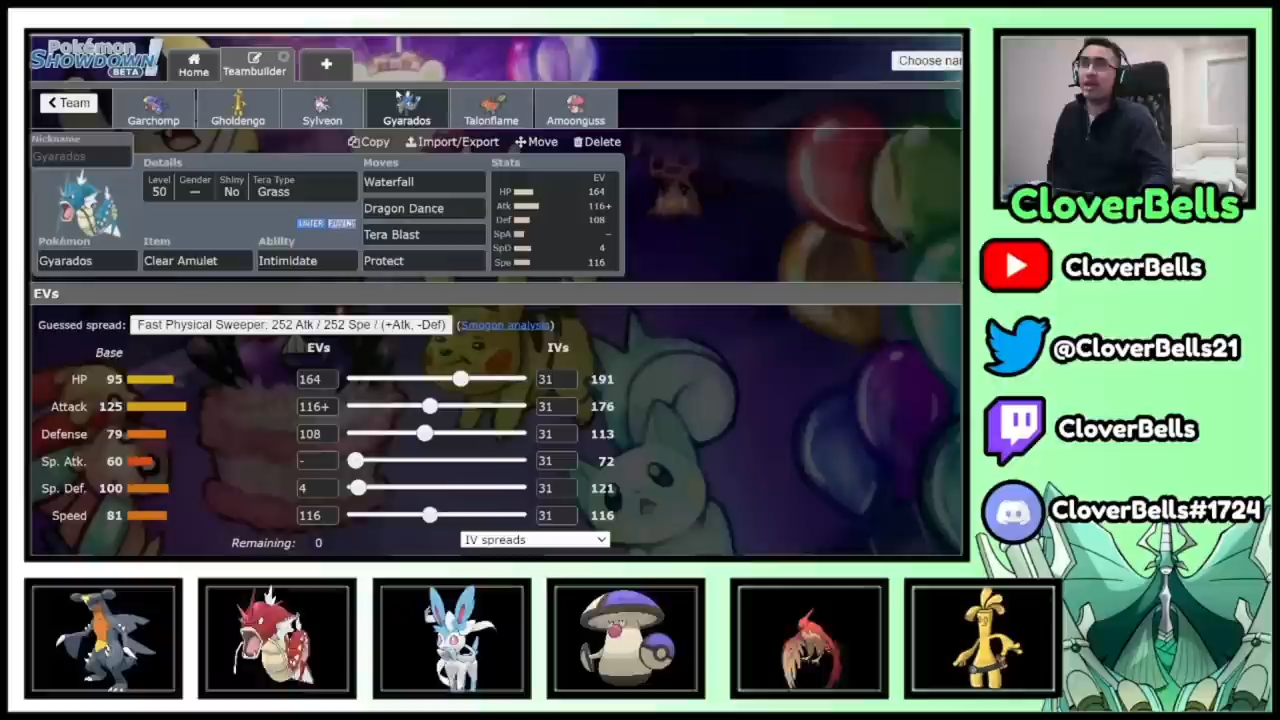 Pokémon
SHOWDOWN!
BETA
Home
Teambuilder
+
Choose nar
< Team
Garchomp
Gholdengo
Sylveon
Gyarados
Talonflame
Amoonguss
Nickname
Gyarados
Copy
Import/Export
Move
Delete
Details
Level
50
Gender
—
Shiny
No
Tera Type
Grass
WATER FLYING
Pokémon
Gyarados
Item
Clear Amulet
Ability
Intimidate
Moves
Waterfall
Dragon Dance
Tera Blast
Protect
Stats
EV
HP 164
Atk 116+
Def 108
SpA –
SpD 4
Spe 116
EVs
Guessed spread: Fast Physical Sweeper: 252 Atk / 252 Spe / (+Atk, -Def) (Smogon analysis)
Base EVs IVs
HP 95 164 31 191
Attack 125 116+ 31 176
Defense 79 108 31 113
Sp. Atk. 60 - 31 72
Sp. Def. 100 4 31 121
Speed 81 116 31 116
Remaining: 0
IV spreads
CloverBells
CloverBells
@CloverBells21
CloverBells
CloverBells#1724